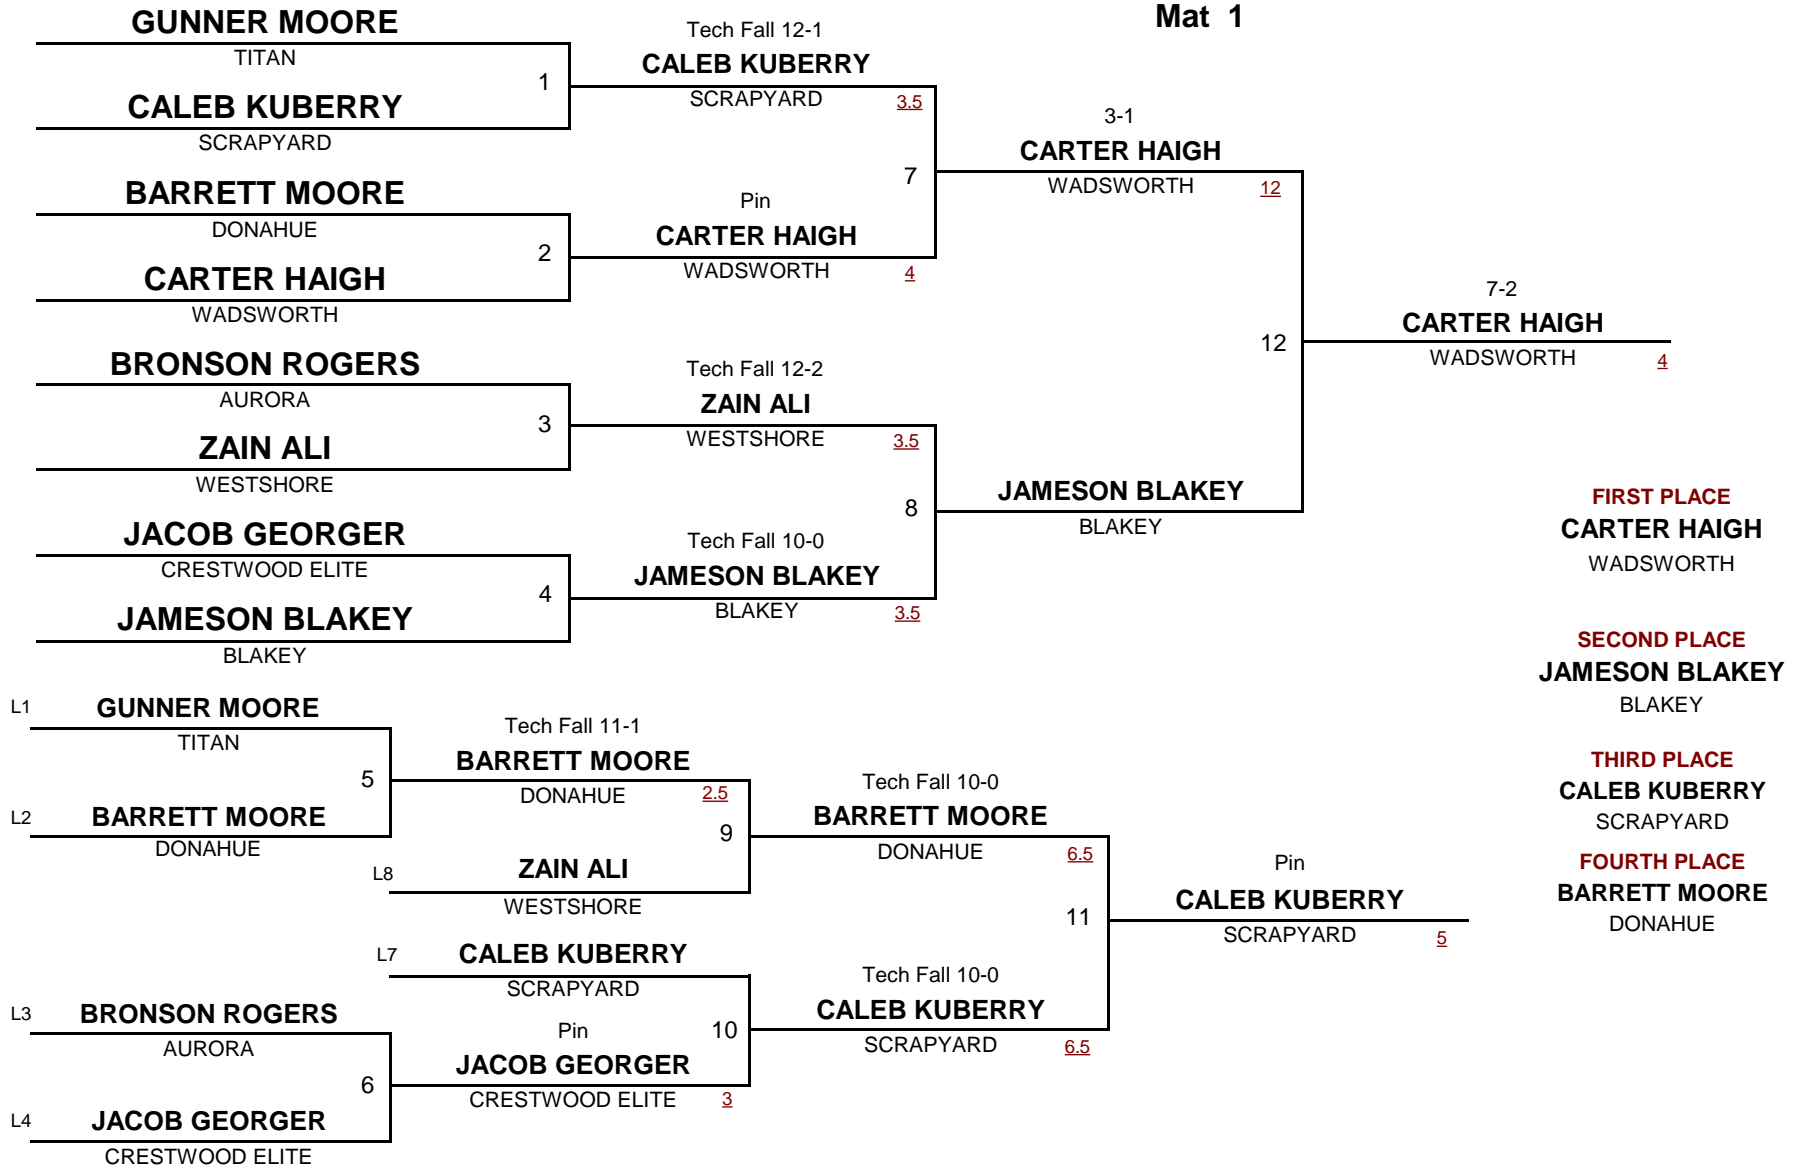 Mat 1
GUNNER MOORE
TITAN
1
CALEB KUBERRY
SCRAPYARD
BARRETT MOORE
DONAHUE
2
CARTER HAIGH
WADSWORTH
BRONSON ROGERS
AURORA
3
ZAIN ALI
WESTSHORE
JACOB GEORGER
CRESTWOOD ELITE
4
JAMESON BLAKEY
BLAKEY
Tech Fall 12-1
CALEB KUBERRY
SCRAPYARD 3.5
7
Pin
CARTER HAIGH
WADSWORTH 4
Tech Fall 12-2
ZAIN ALI
WESTSHORE 3.5
8
Tech Fall 10-0
JAMESON BLAKEY
BLAKEY 3.5
3-1
CARTER HAIGH
WADSWORTH 12
12
JAMESON BLAKEY
BLAKEY
7-2
CARTER HAIGH
WADSWORTH 4
FIRST PLACE
CARTER HAIGH
WADSWORTH
SECOND PLACE
JAMESON BLAKEY
BLAKEY
THIRD PLACE
CALEB KUBERRY
SCRAPYARD
FOURTH PLACE
BARRETT MOORE
DONAHUE
L1 GUNNER MOORE
TITAN
5
L2 BARRETT MOORE
DONAHUE
L3 BRONSON ROGERS
AURORA
6
L4 JACOB GEORGER
CRESTWOOD ELITE
Tech Fall 11-1
BARRETT MOORE
DONAHUE 2.5
9
L8 ZAIN ALI
WESTSHORE
L7 CALEB KUBERRY
SCRAPYARD
Pin 10
JACOB GEORGER
CRESTWOOD ELITE 3
Tech Fall 10-0
BARRETT MOORE
DONAHUE 6.5
11
Tech Fall 10-0
CALEB KUBERRY
SCRAPYARD 6.5
Pin
CALEB KUBERRY
SCRAPYARD 5